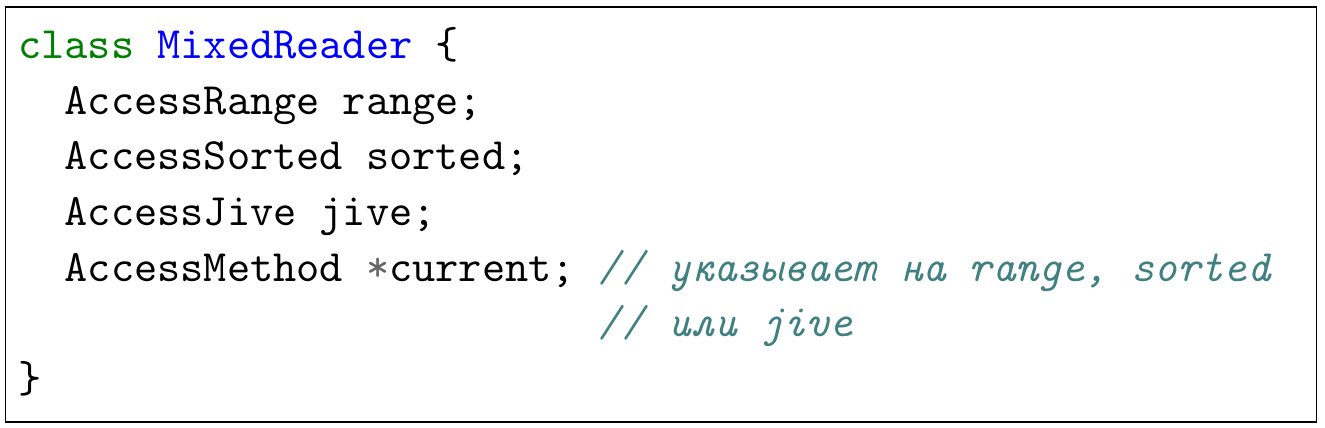 class MixedReader {
  AccessRange range;
  AccessSorted sorted;
  AccessJive jive;
  AccessMethod *current; // указывает на range, sorted
                         // или jive
}